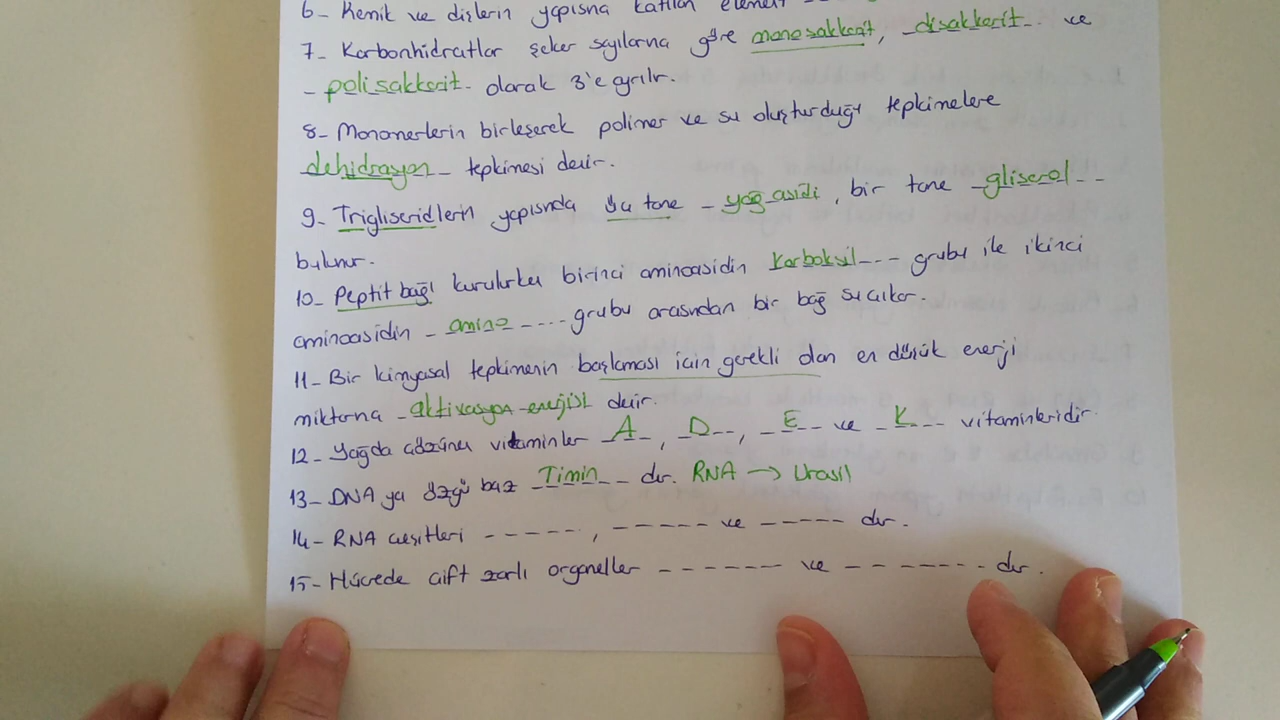 6- Kemik ve dişlerin yapısna katılan element ---
7- Karbonhidratlar şeker sayılarna göre monosakkarit, disakkarit ve
polisakkarit olarak 3'e ayrılır.
8- Monomerlerin birleşerek polimer ve su oluşturduğu tepkimelere
dehidrasyon tepkimesi denir.
9- Trigliseridlerin yapısında üç tane yağ asidi, bir tane gliserol
bulunur.
10- Peptit bağı kurulurken birinci aminoasidin Karboksil --- grubu ile ikinci
aminoasidin - amino ---- grubu arasından bir bağ su çıkar.
11- Bir kimyasal tepkimenin başlaması için gerekli olan en düşük enerji
miktarına - aktivasyon enerjisi denir.
12- Yağda çözünen vitaminler A, D, E ve K vitaminleridir
13- DNA ya özgü baz Timin dir. RNA → Urasil
14- RNA çeşitleri -----, ----- ve ----- dır.
15- Hücrede çift zarlı organeller ------ ve ------- dır.